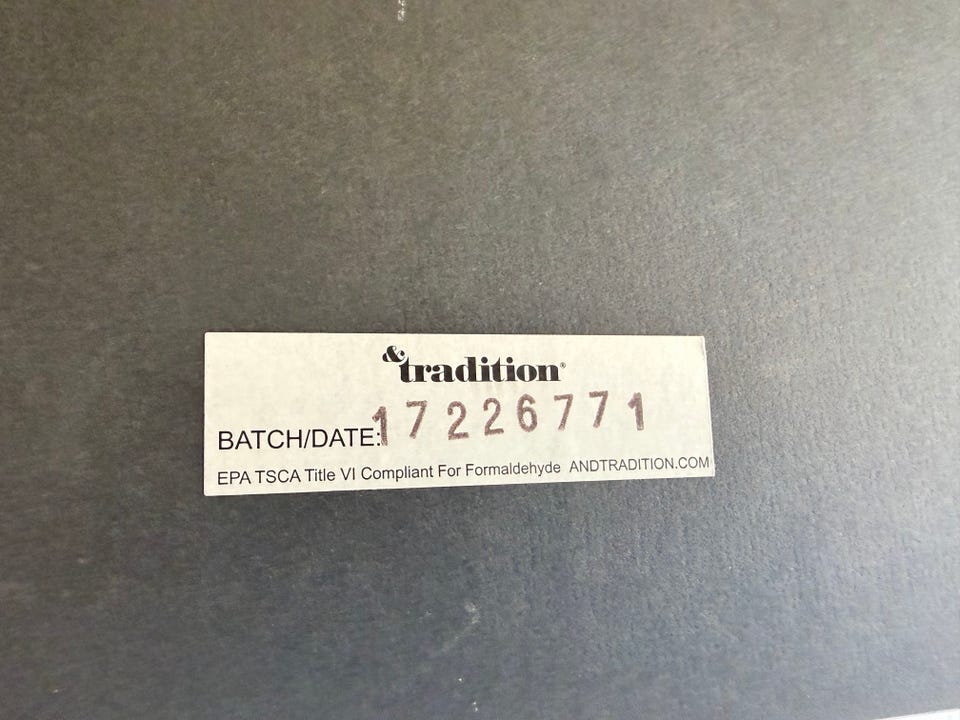 &tradition®
BATCH/DATE:17226771
EPA TSCA Title VI Compliant For Formaldehyde ANDTRADITION.COM